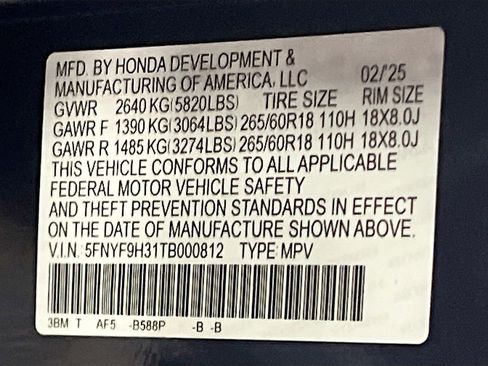 MFD. BY HONDA DEVELOPMENT &
MANUFACTURING OF AMERICA, LLC 02/'25
GVWR 2640 KG(5820LBS) TIRE SIZE RIM SIZE
GAWR F 1390 KG(3064LBS) 265/60R18 110H 18X8.0J
GAWR R 1485 KG(3274LBS) 265/60R18 110H 18X8.0J
THIS VEHICLE CONFORMS TO ALL APPLICABLE
FEDERAL MOTOR VEHICLE SAFETY
AND THEFT PREVENTION STANDARDS IN EFFECT
ON THE DATE OF MANUFACTURE SHOWN ABOVE.
V.I.N.: 5FNYF9H31TB000812 TYPE: MPV
3BM T AF5 -B588P -B -B